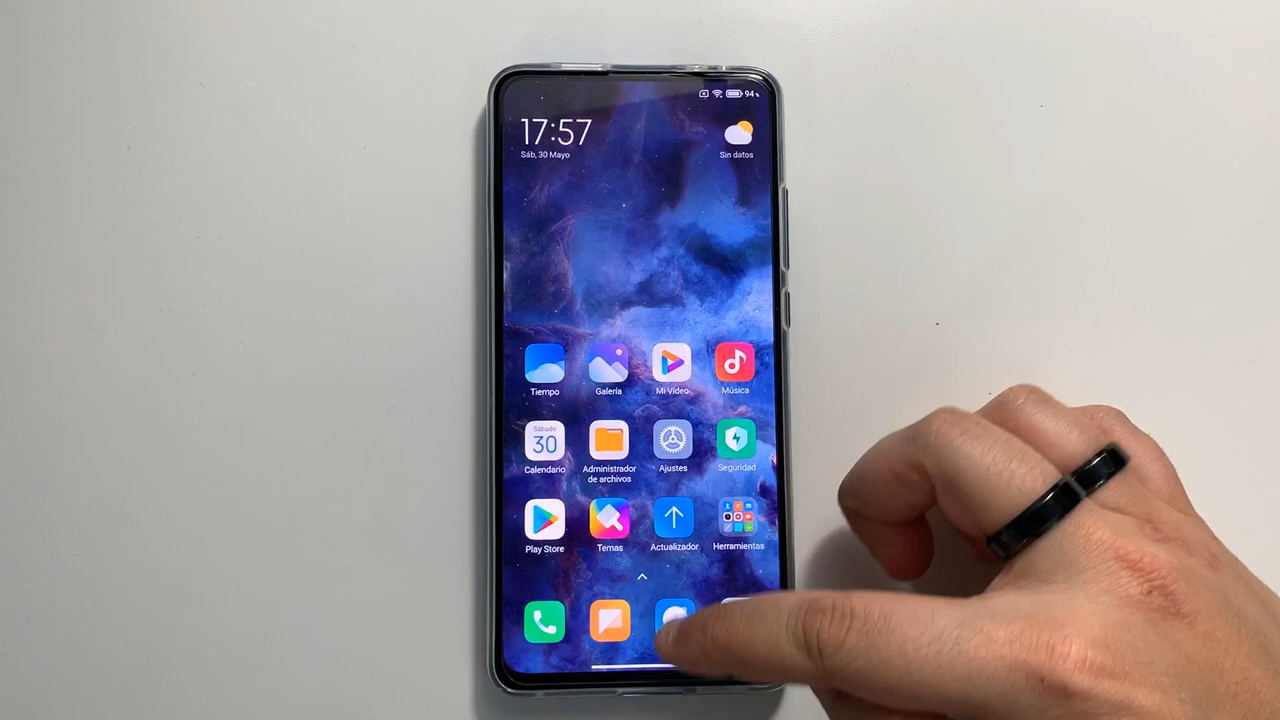 94%
17:57
Sáb, 30 Mayo
Sin datos
Tiempo
Galería
Mi Vídeo
Música
Sábado
30
Calendario
Administrador
de archivos
Ajustes
Seguridad
Play Store
Temas
Actualizador
Herramientas